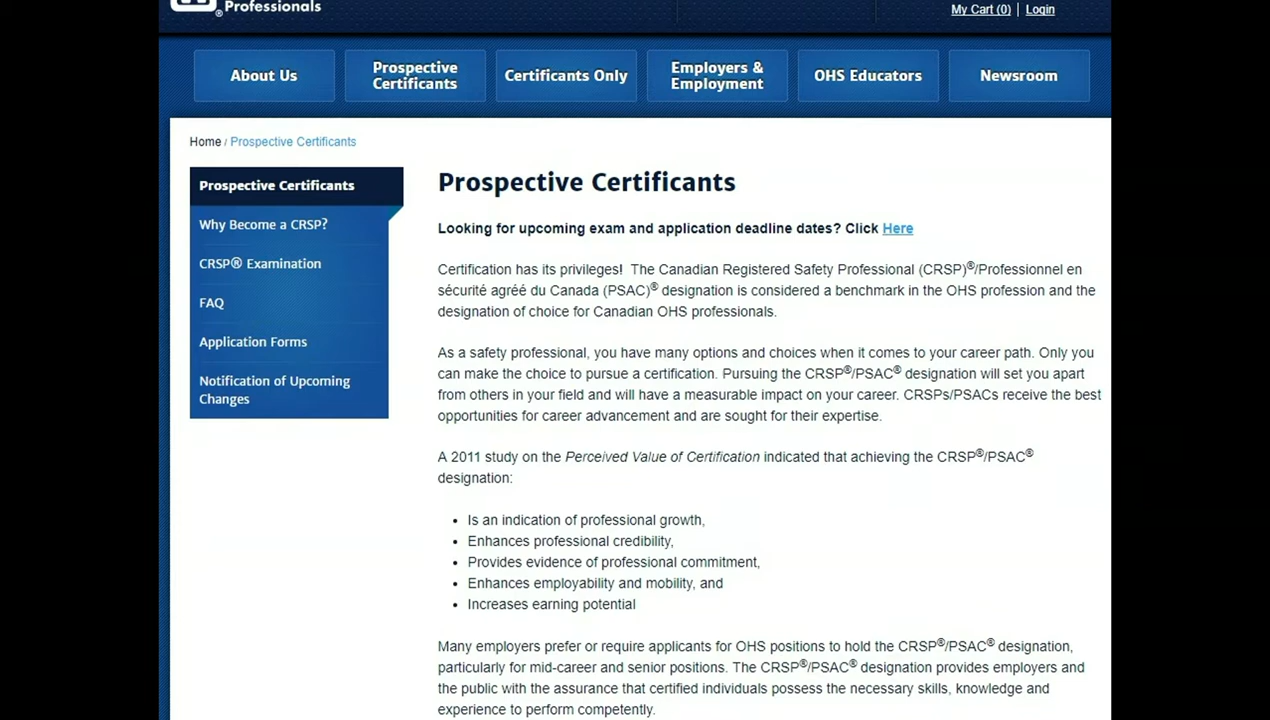 Professionals
®
My Cart (0) | Login
About Us
Prospective
Certificants
Certificants Only
Employers &
Employment
OHS Educators
Newsroom
Home / Prospective Certificants
Prospective Certificants
Why Become a CRSP?
CRSP® Examination
FAQ
Application Forms
Notification of Upcoming
Changes
Prospective Certificants
Looking for upcoming exam and application deadline dates? Click Here
Certification has its privileges!  The Canadian Registered Safety Professional (CRSP)®/Professionnel en
sécurité agréé du Canada (PSAC)® designation is considered a benchmark in the OHS profession and the
designation of choice for Canadian OHS professionals.
As a safety professional, you have many options and choices when it comes to your career path. Only you
can make the choice to pursue a certification. Pursuing the CRSP®/PSAC® designation will set you apart
from others in your field and will have a measurable impact on your career. CRSPs/PSACs receive the best
opportunities for career advancement and are sought for their expertise.
A 2011 study on the Perceived Value of Certification indicated that achieving the CRSP®/PSAC®
designation:
• Is an indication of professional growth,
• Enhances professional credibility,
• Provides evidence of professional commitment,
• Enhances employability and mobility, and
• Increases earning potential
Many employers prefer or require applicants for OHS positions to hold the CRSP®/PSAC® designation,
particularly for mid-career and senior positions. The CRSP®/PSAC® designation provides employers and
the public with the assurance that certified individuals possess the necessary skills, knowledge and
experience to perform competently.